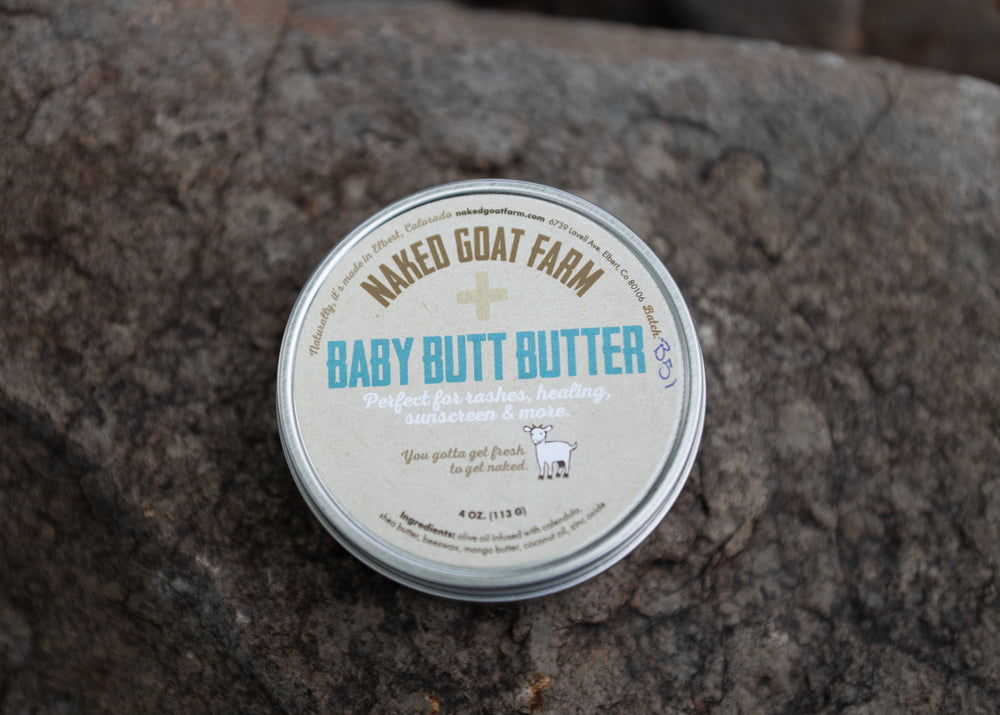 Naturally, it's made in Elbert, Colorado nakedgoatfarm.com 6739 Lavell Ave, Elbert, Co 80106 Batch: B51
NAKED GOAT FARM
BABY BUTT BUTTER
Perfect for rashes, healing,
sunscreen & more.
You gotta get fresh
to get naked.
4 OZ. (113 G)
Ingredients: olive oil infused with calendula,
shea butter, beeswax, mango butter, coconut oil, zinc oxide